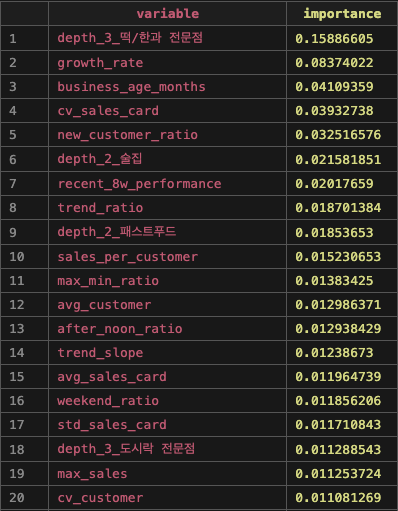 variable importance
1 depth_3_떡/한과 전문점 0.15886605
2 growth_rate 0.08374022
3 business_age_months 0.04109359
4 cv_sales_card 0.03932738
5 new_customer_ratio 0.032516576
6 depth_2_술집 0.021581851
7 recent_8w_performance 0.02017659
8 trend_ratio 0.018701384
9 depth_2_패스트푸드 0.01853653
10 sales_per_customer 0.015230653
11 max_min_ratio 0.01383425
12 avg_customer 0.012986371
13 after_noon_ratio 0.012938429
14 trend_slope 0.01238673
15 avg_sales_card 0.011964739
16 weekend_ratio 0.011856206
17 std_sales_card 0.011710843
18 depth_3_도시락 전문점 0.011288543
19 max_sales 0.011253724
20 cv_customer 0.011081269